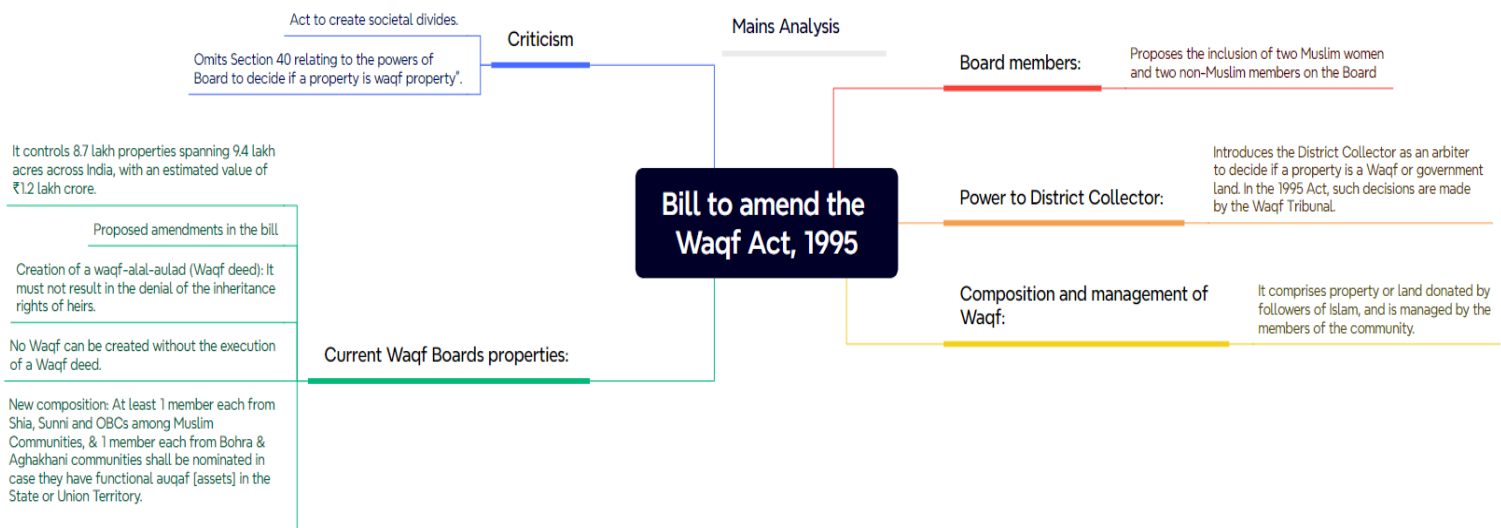 Mains Analysis
Bill to amend the
Waqf Act, 1995
Board members:
Proposes the inclusion of two Muslim women
and two non-Muslim members on the Board
Power to District Collector:
Introduces the District Collector as an arbiter
to decide if a property is a Waqf or government
land. In the 1995 Act, such decisions are made
by the Waqf Tribunal.
Composition and management of
Waqf:
It comprises property or land donated by
followers of Islam, and is managed by the
members of the community.
Criticism
Act to create societal divides.
Omits Section 40 relating to the powers of
Board to decide if a property is waqf property”.
Current Waqf Boards properties:
It controls 8.7 lakh properties spanning 9.4 lakh
acres across India, with an estimated value of
₹1.2 lakh crore.
Proposed amendments in the bill
Creation of a waqf-alal-aulad (Waqf deed): It
must not result in the denial of the inheritance
rights of heirs.
No Waqf can be created without the execution
of a Waqf deed.
New composition: At least 1 member each from
Shia, Sunni and OBCs among Muslim
Communities, & 1 member each from Bohra &
Aghakhani communities shall be nominated in
case they have functional auqaf [assets] in the
State or Union Territory.